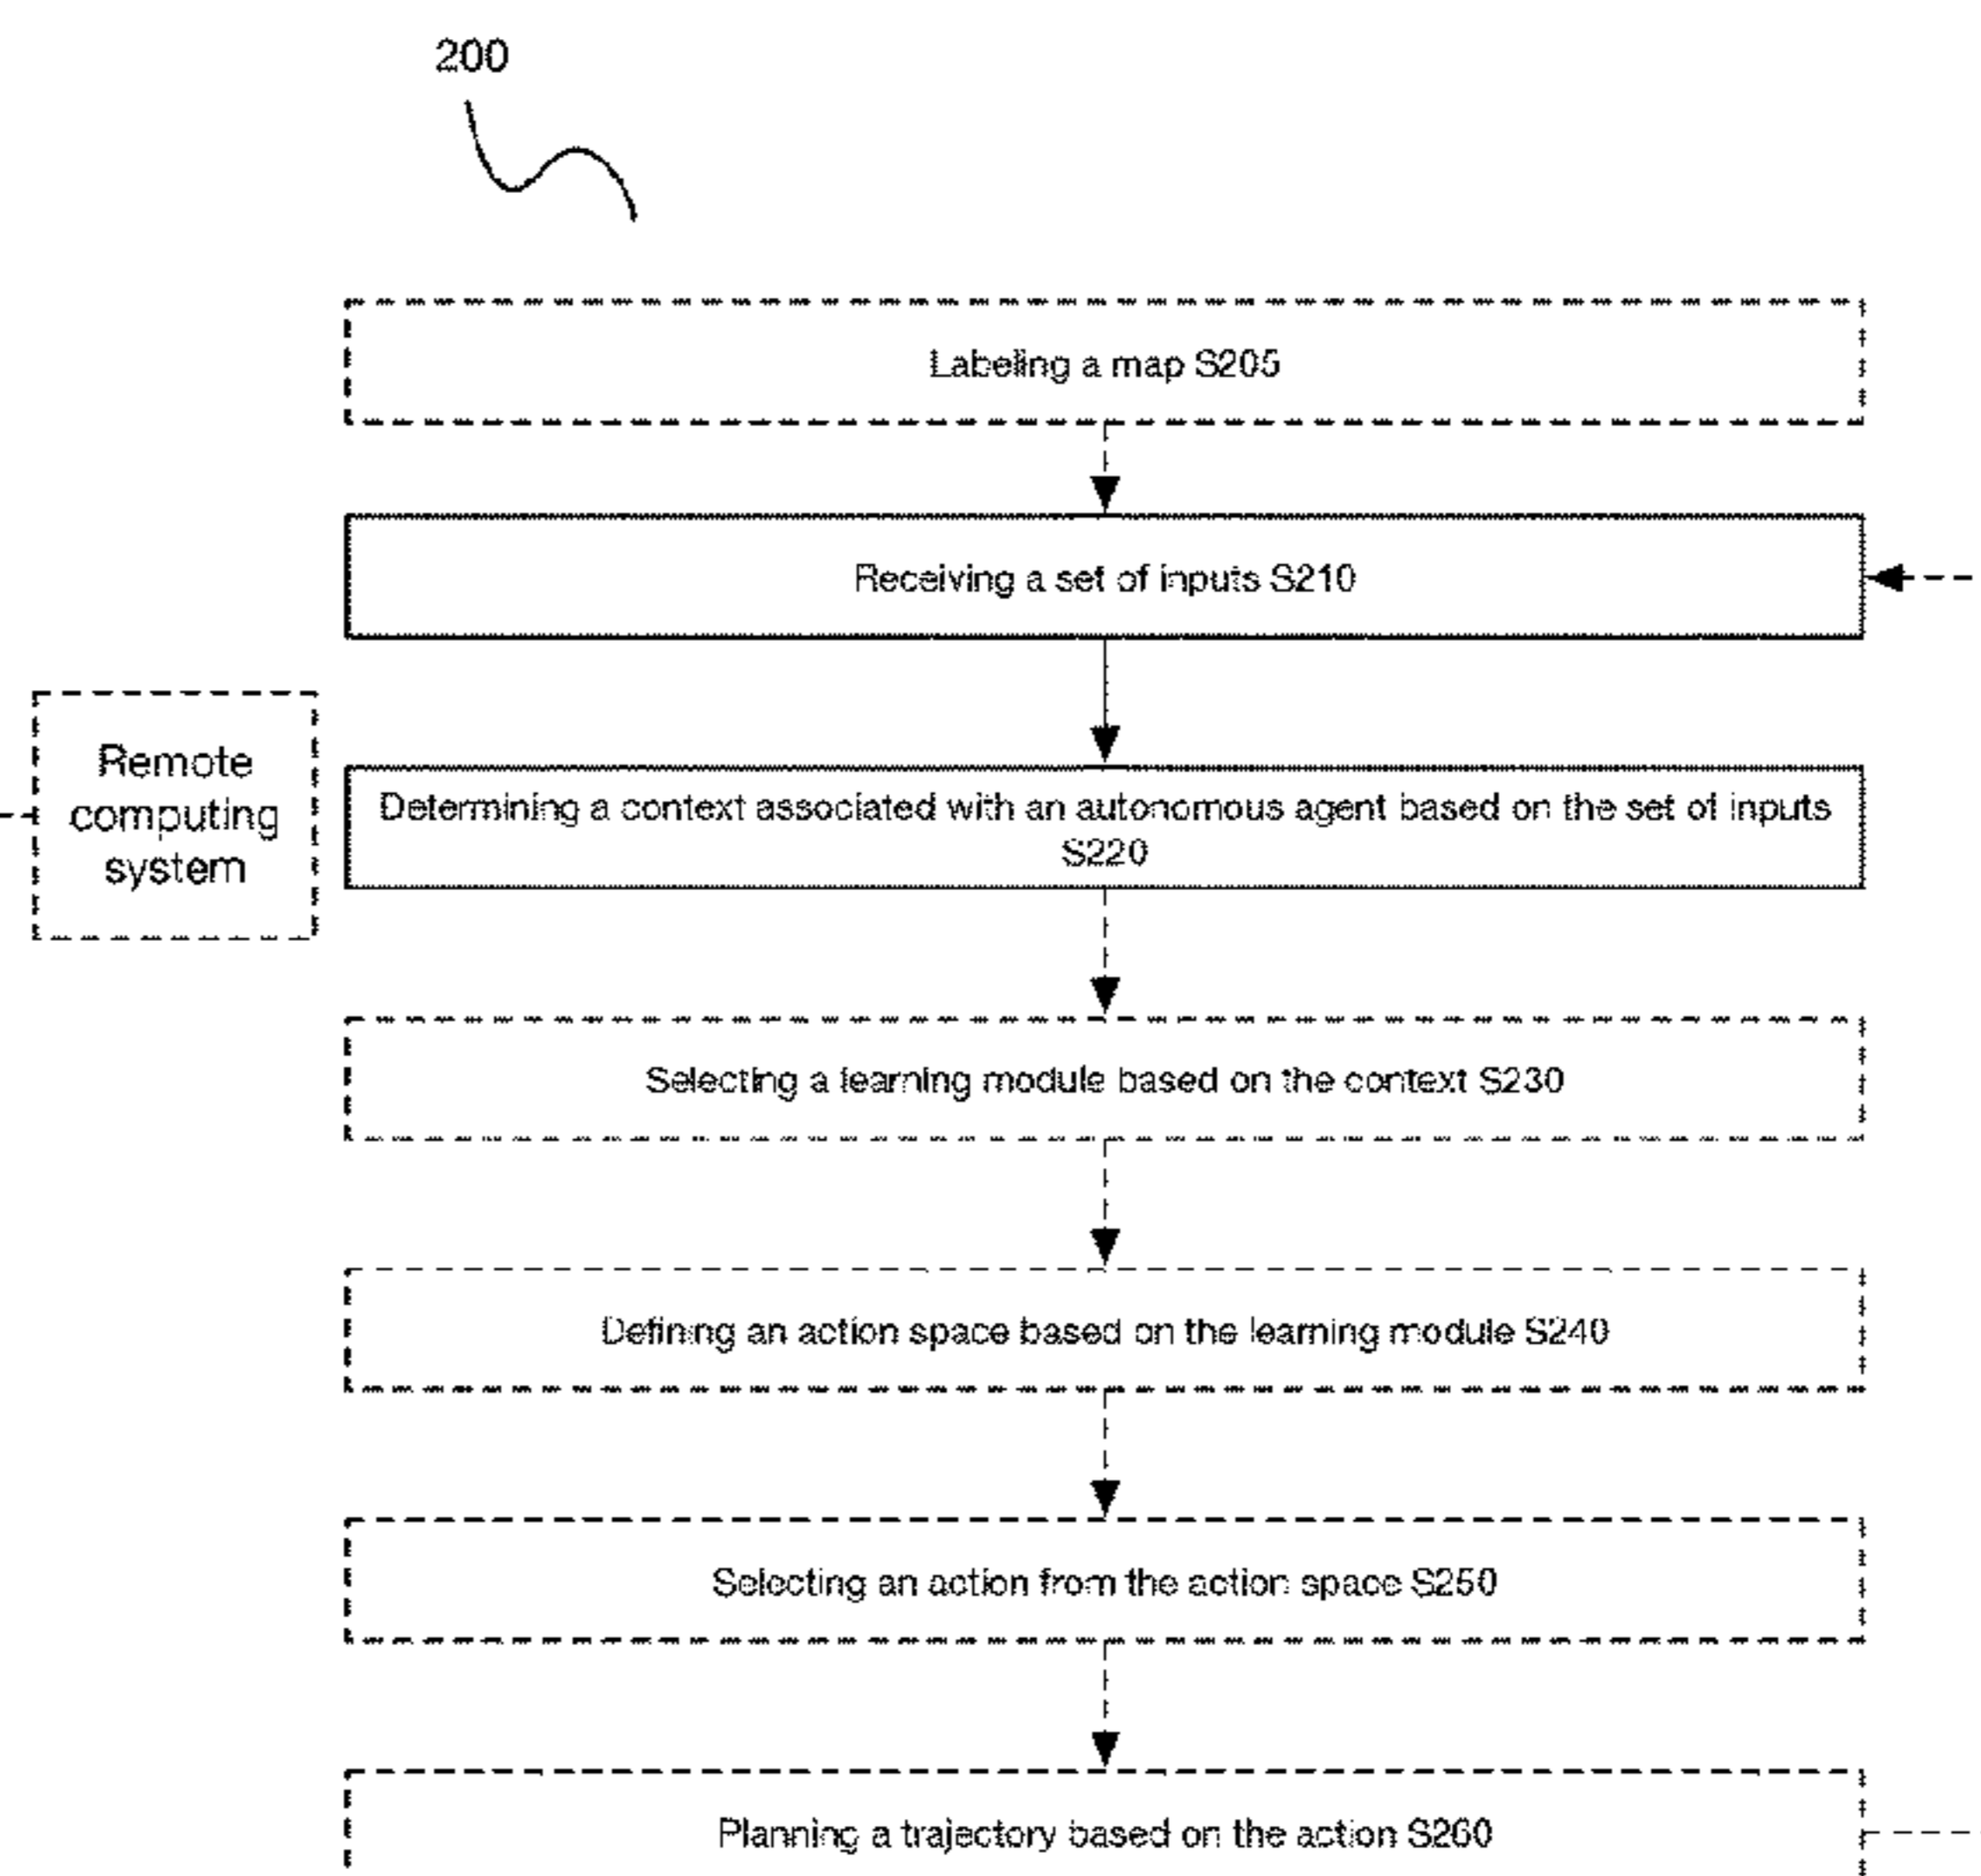 200
Labeling a map S205
Receiving a set of inputs S210
Remote
computing
system
Determining a context associated with an autonomous agent based on the set of inputs
S220
Selecting a learning module based on the context S230
Defining an action space based on the learning module S240
Selecting an action from the action space S250
Planning a trajectory based on the action S260